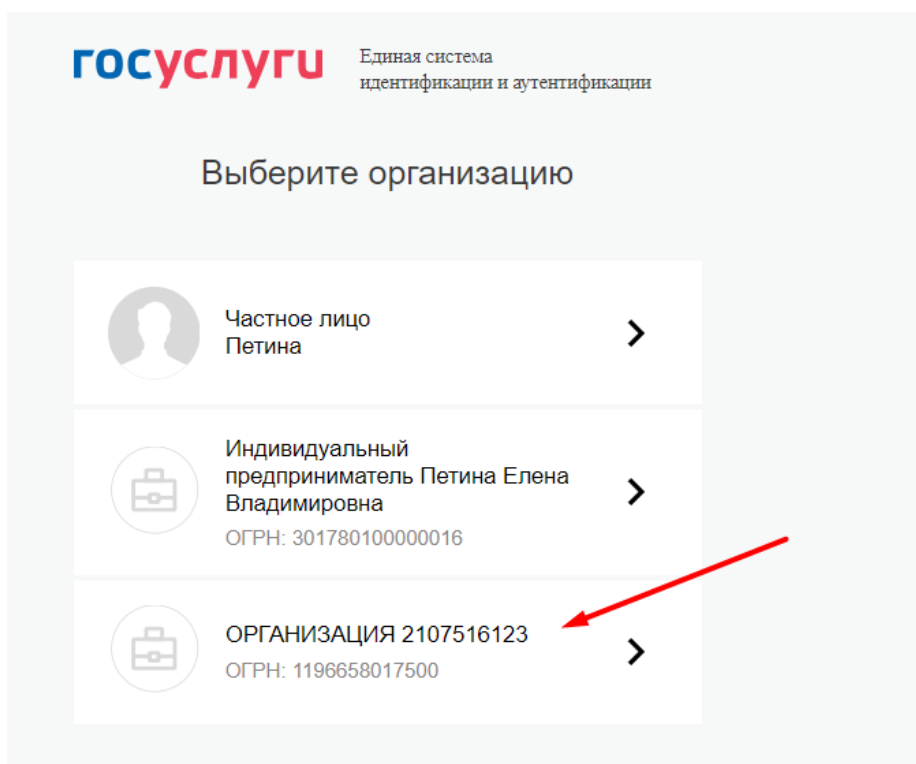 госуслуги
Единая система
идентификации и аутентификации
Выберите организацию
Частное лицо
Петина
Индивидуальный
предприниматель Петина Елена
Владимировна
ОГРН: 301780100000016
ОРГАНИЗАЦИЯ 2107516123
ОГРН: 1196658017500